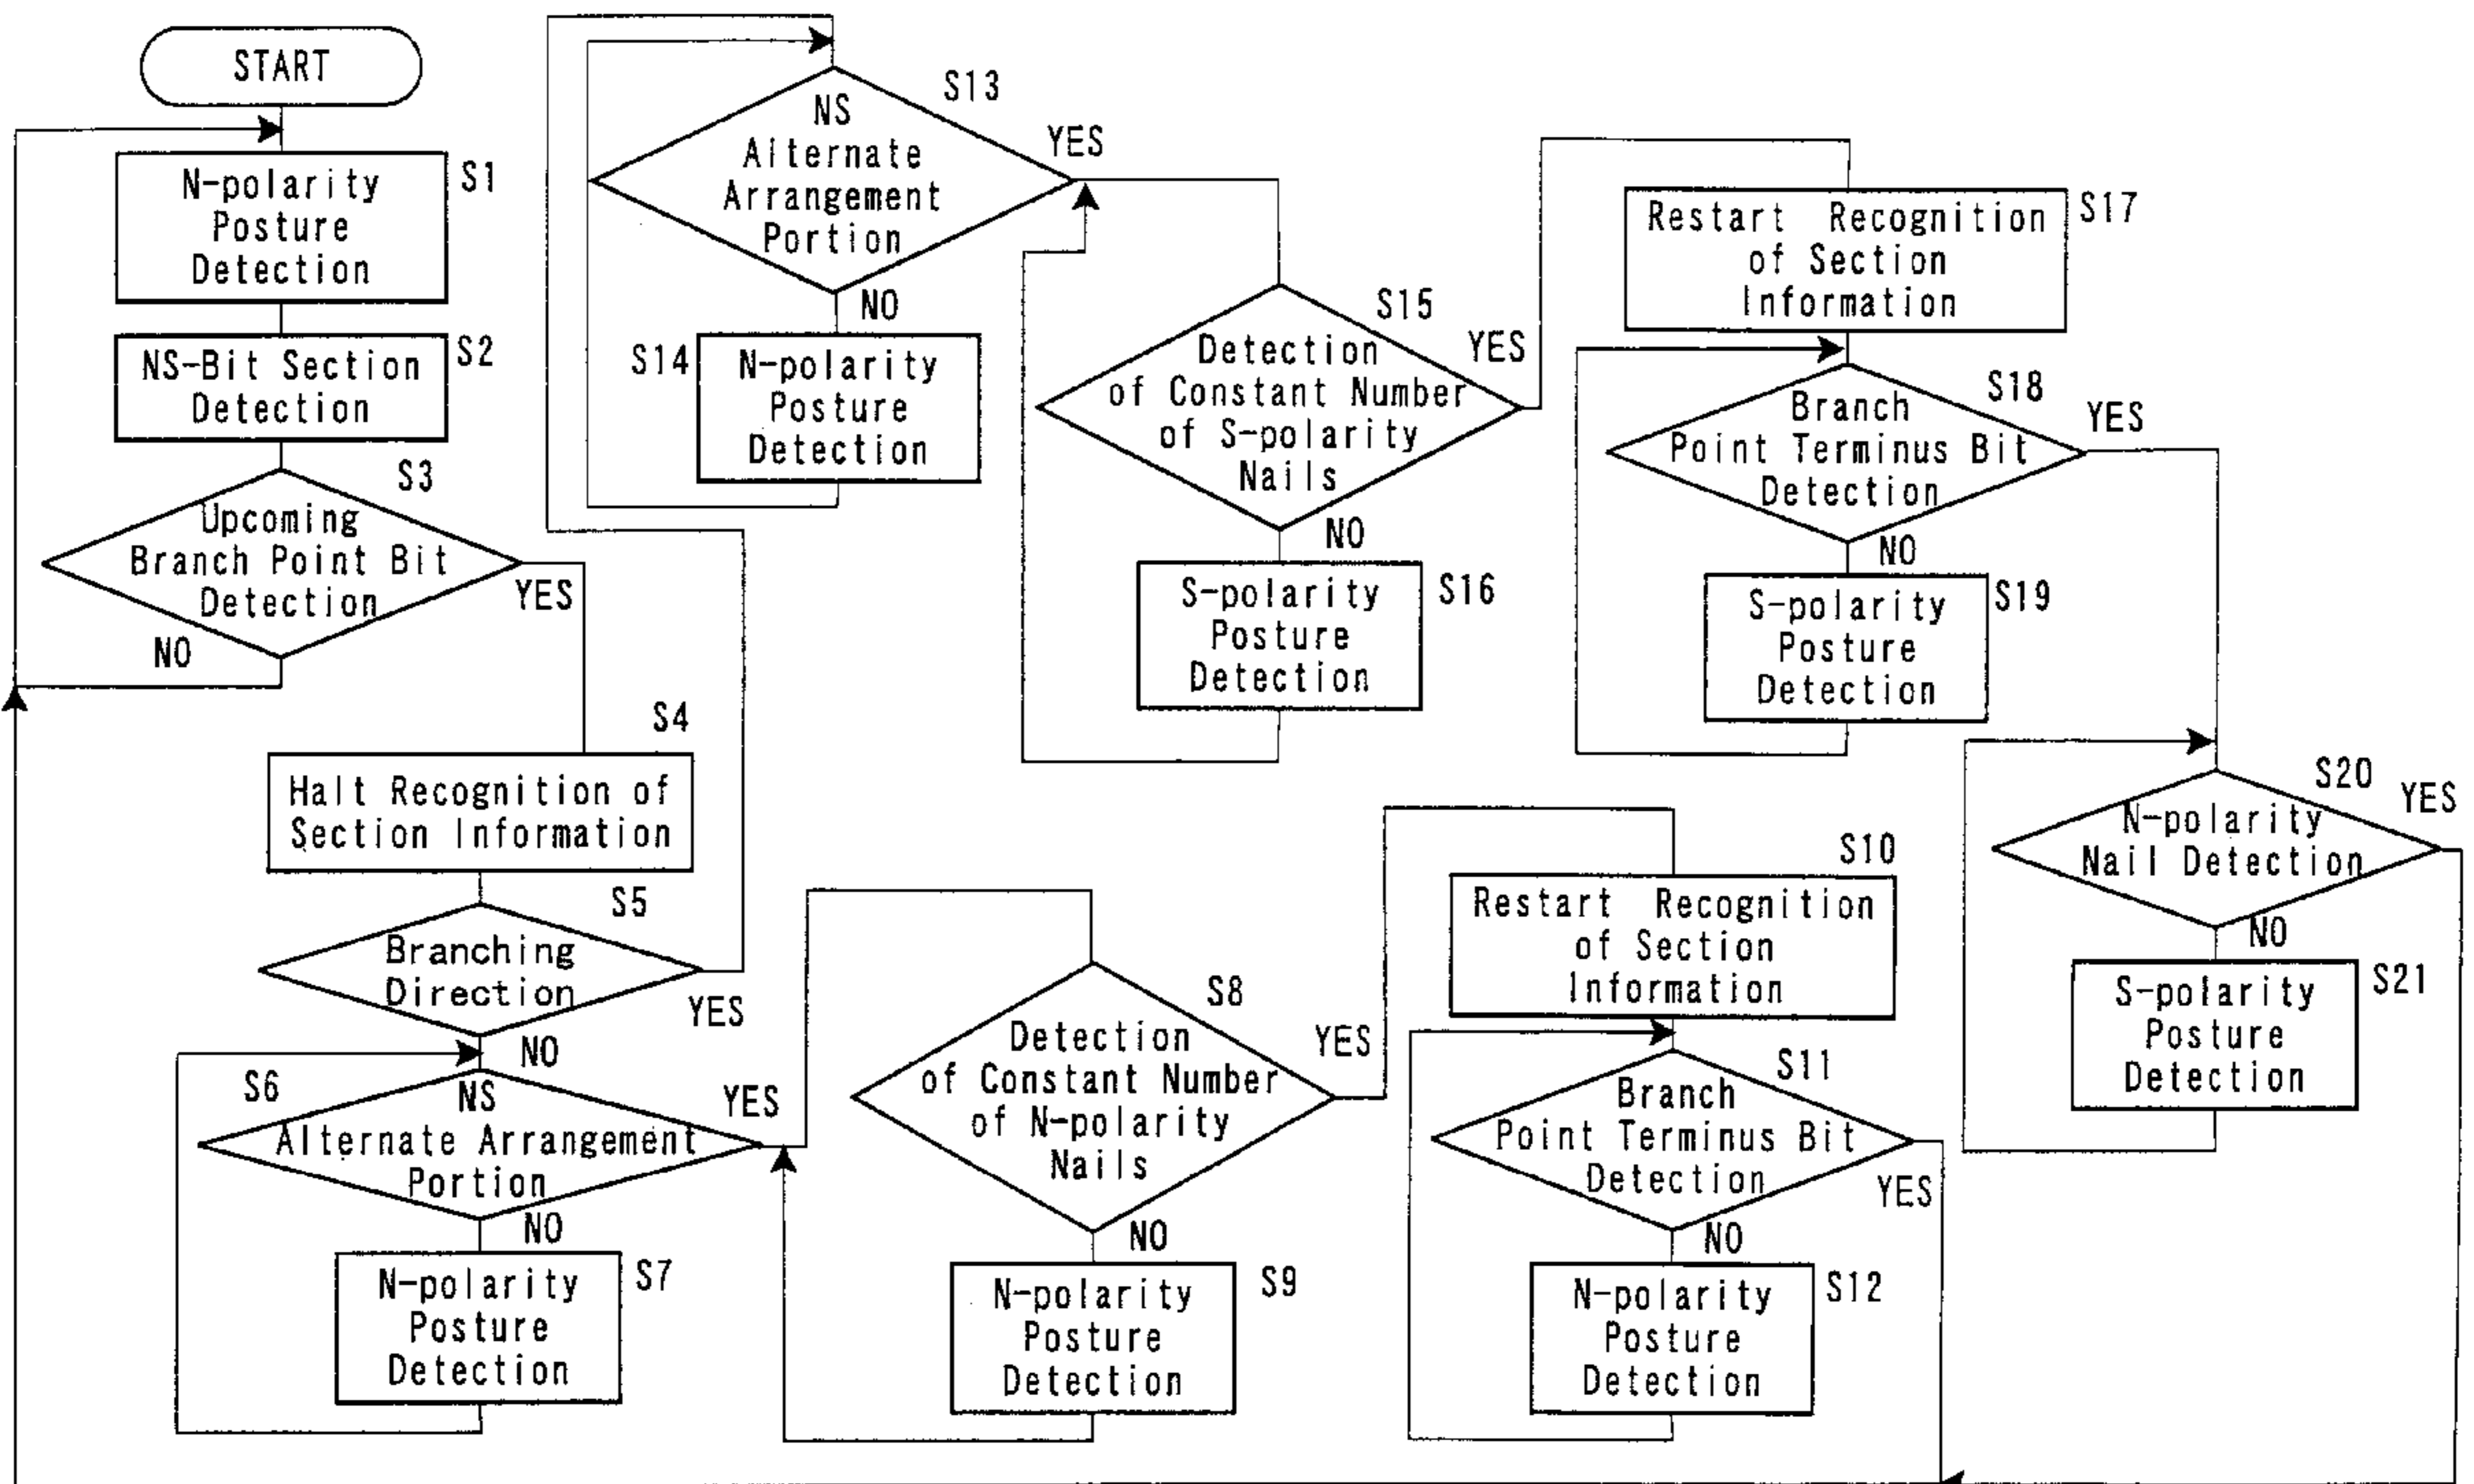 START
N-polarity
Posture
Detection
S1
NS-Bit Section
Detection
S2
S3
Upcoming
Branch Point Bit
Detection
YES
NO
S4
Halt Recognition of
Section Information
S5
Branching
Direction
YES
NO
S6
NS
Alternate Arrangement
Portion
YES
NO
N-polarity
Posture
Detection
S7
S8
Detection
of Constant Number
of N-polarity
Nails
YES
NO
N-polarity
Posture
Detection
S9
S10
Restart Recognition
of Section
Information
S11
Branch
Point Terminus Bit
Detection
YES
NO
N-polarity
Posture
Detection
S12
S13
NS
Alternate
Arrangement
Portion
YES
NO
S14
N-polarity
Posture
Detection
S15
Detection
of Constant Number
of S-polarity
Nails
YES
NO
S-polarity
Posture
Detection
S16
Restart Recognition
of Section
Information
S17
S18
Branch
Point Terminus Bit
Detection
YES
NO
S-polarity
Posture
Detection
S19
S20
N-polarity
Nail Detection
YES
NO
S-polarity
Posture
Detection
S21